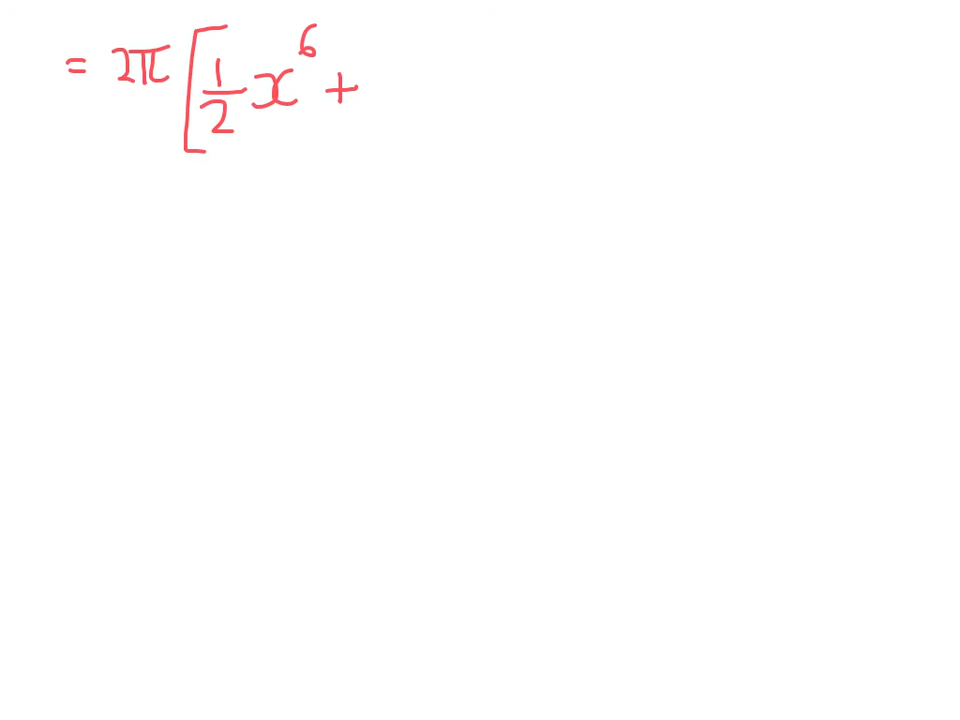 = 2π [ 1/2 x^6 +